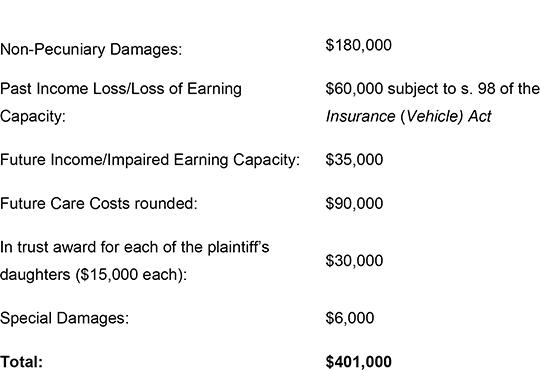 Non-Pecuniary Damages: $180,000
Past Income Loss/Loss of Earning $60,000 subject to s. 98 of the
Capacity: Insurance (Vehicle) Act
Future Income/Impaired Earning Capacity: $35,000
Future Care Costs rounded: $90,000
In trust award for each of the plaintiff's
daughters ($15,000 each): $30,000
Special Damages: $6,000
Total: $401,000